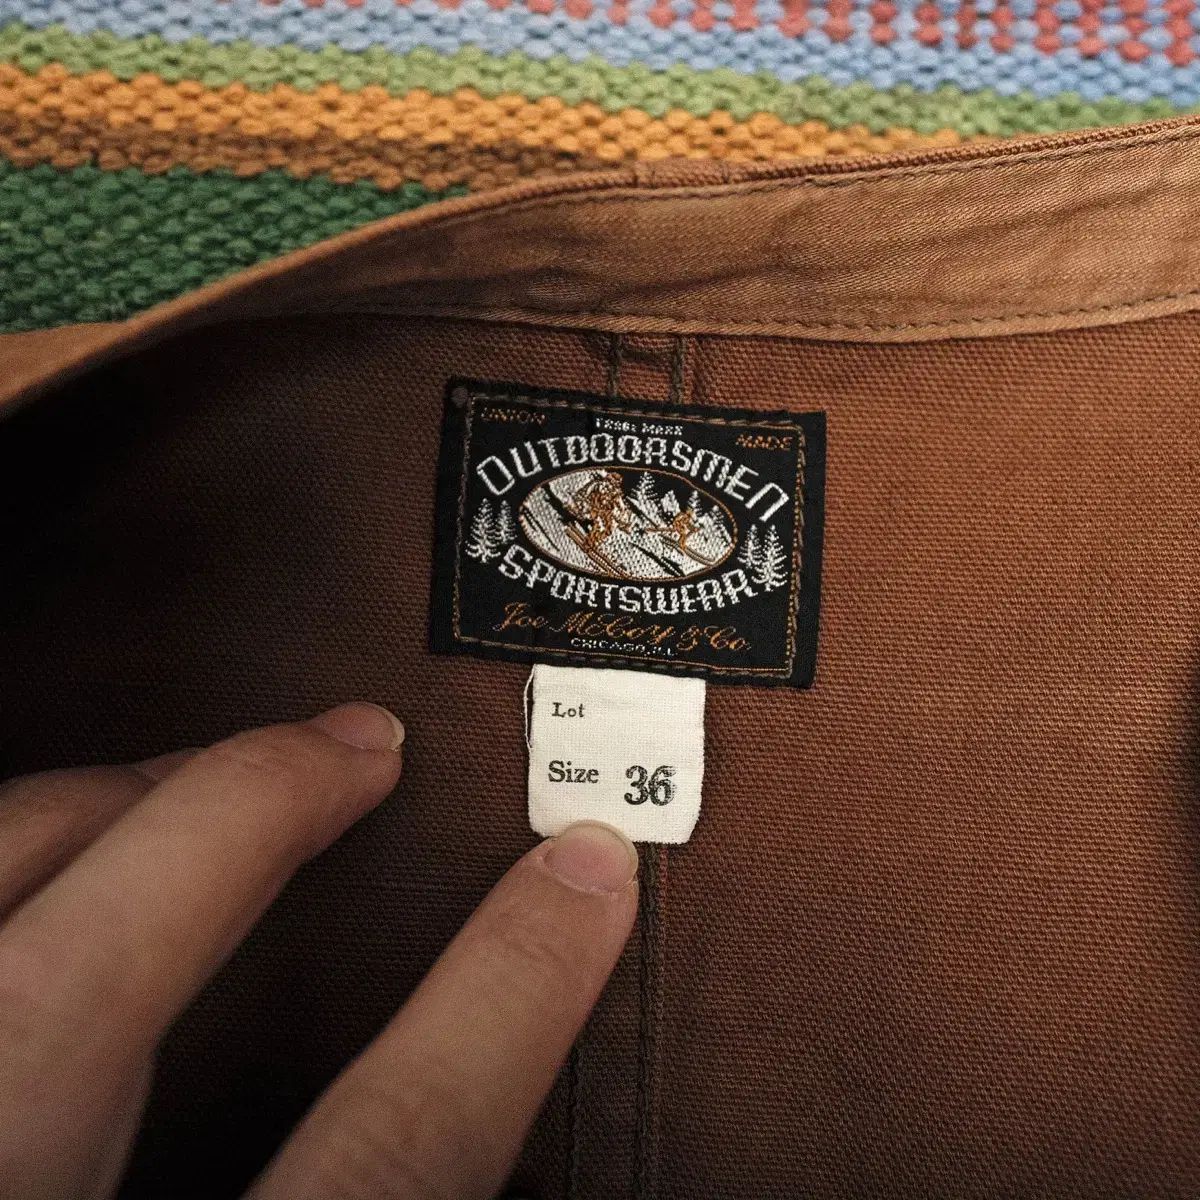 UNION
TRADE MARK
MADE
OUTDOORSMEN
SPORTSWEAR
Joe McCoy & Co.
CHICAGO, ILL.
Lot
Size 36